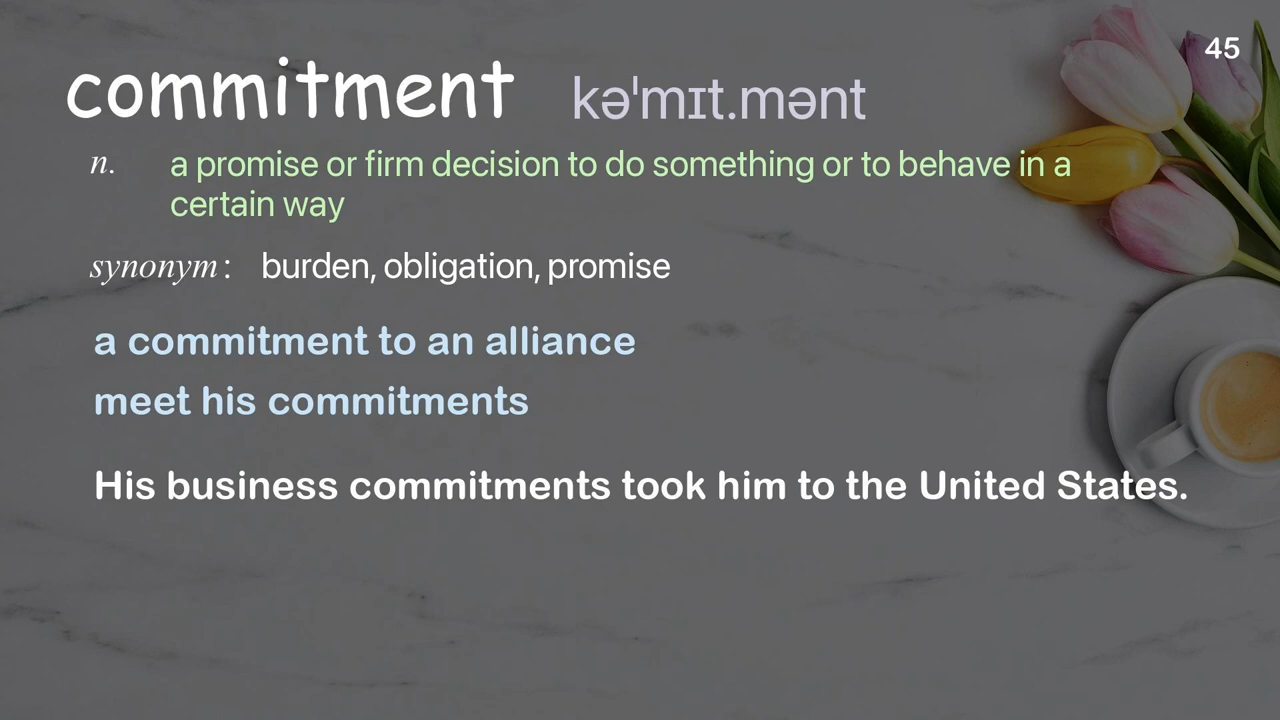 45
commitment kəˈmɪt.mənt
n. a promise or firm decision to do something or to behave in a
certain way
synonym : burden, obligation, promise
a commitment to an alliance
meet his commitments
His business commitments took him to the United States.